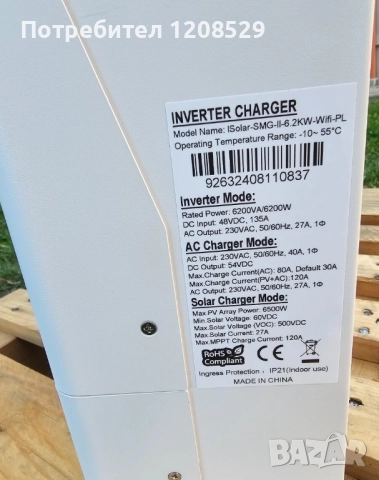 Потребител 1208529
INVERTER CHARGER
Model Name: ISolar-SMG-II-6.2KW-Wifi-PL
Operating Temperature Range: -10~ 55°C
92632408110837
Inverter Mode:
Rated Power: 6200VA/6200W
DC Input: 48VDC, 135A
AC Output: 230VAC, 50/60Hz, 27A, 1Φ
AC Charger Mode:
AC Input: 230VAC, 50/60Hz, 40A, 1Φ
DC Output: 54VDC
Max.Charge Current(AC): 80A, Default 30A
Max.Charge Current(PV+AC):120A
AC Output: 230VAC, 50/60Hz, 27A, 1Φ
Solar Charger Mode:
Max.PV Array Power: 6500W
Min.Solar Voltage: 60VDC
Max.Solar Voltage (VOC): 500VDC
Max.Solar Current: 27A
Max.MPPT Charge Current: 120A
RoHS
Compliant
CE
Ingress Protection : IP21(indoor use)
MADE IN CHINA
BAZAR